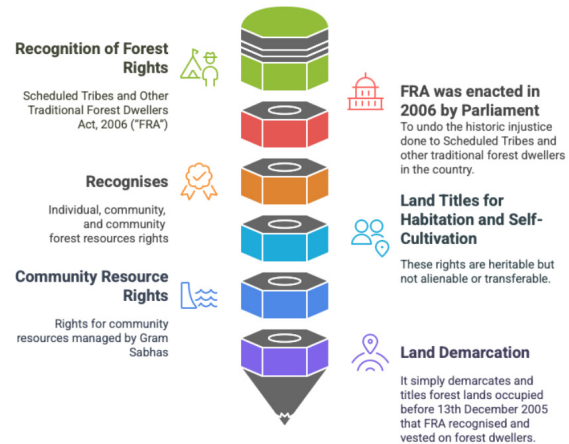 Recognition of Forest
Rights
Scheduled Tribes and Other
Traditional Forest Dwellers
Act, 2006 (“FRA”)
FRA was enacted in
2006 by Parliament
To undo the historic injustice
done to Scheduled Tribes and
other traditional forest dwellers
in the country.
Recognises
Individual, community,
and community
forest resources rights
Land Titles for
Habitation and Self-
Cultivation
These rights are heritable but
not alienable or transferable.
Community Resource
Rights
Rights for community
resources managed by Gram
Sabhas
Land Demarcation
It simply demarcates and
titles forest lands occupied
before 13th December 2005
that FRA recognised and
vested on forest dwellers.